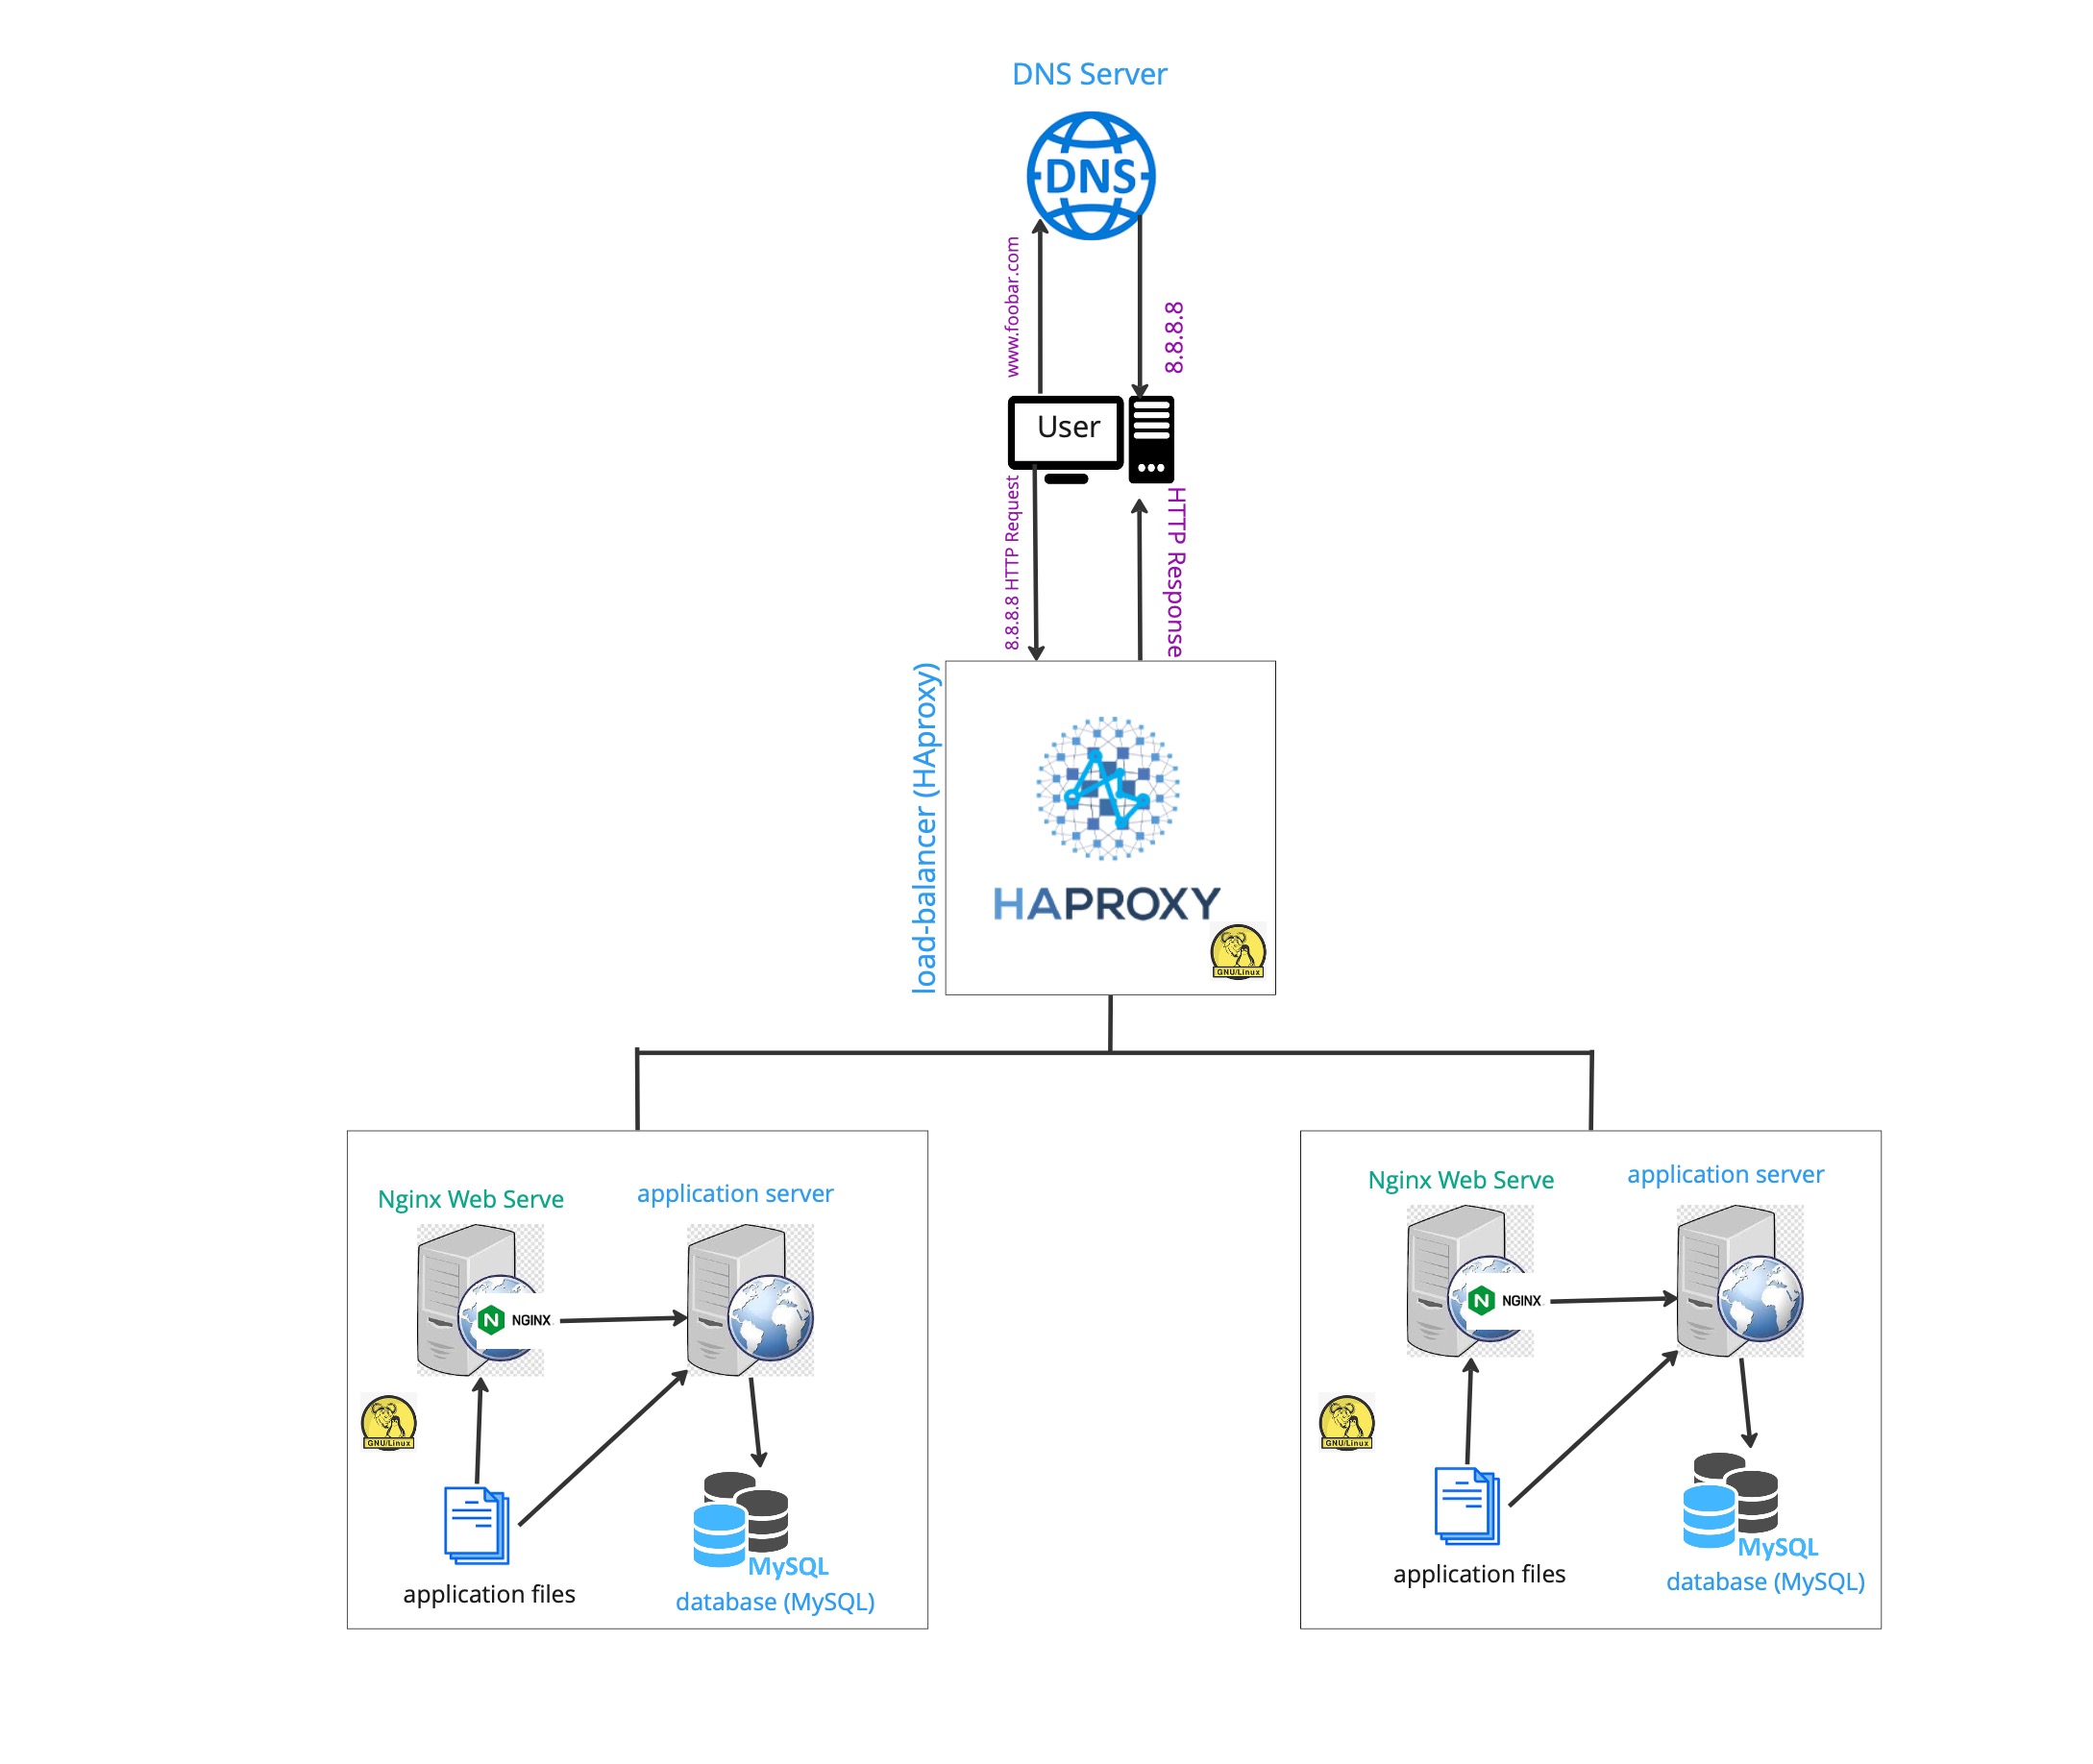 DNS Server
DNS
www.foobar.com
8.8.8.8
User
8.8.8.8 HTTP Request
HTTP Response
load-balancer (HAproxy)
HAPROXY
GNU/Linux
Nginx Web Serve
application server
NGINX
GNU/Linux
MySQL
application files
database (MySQL)
Nginx Web Serve
application server
NGINX
GNU/Linux
MySQL
application files
database (MySQL)